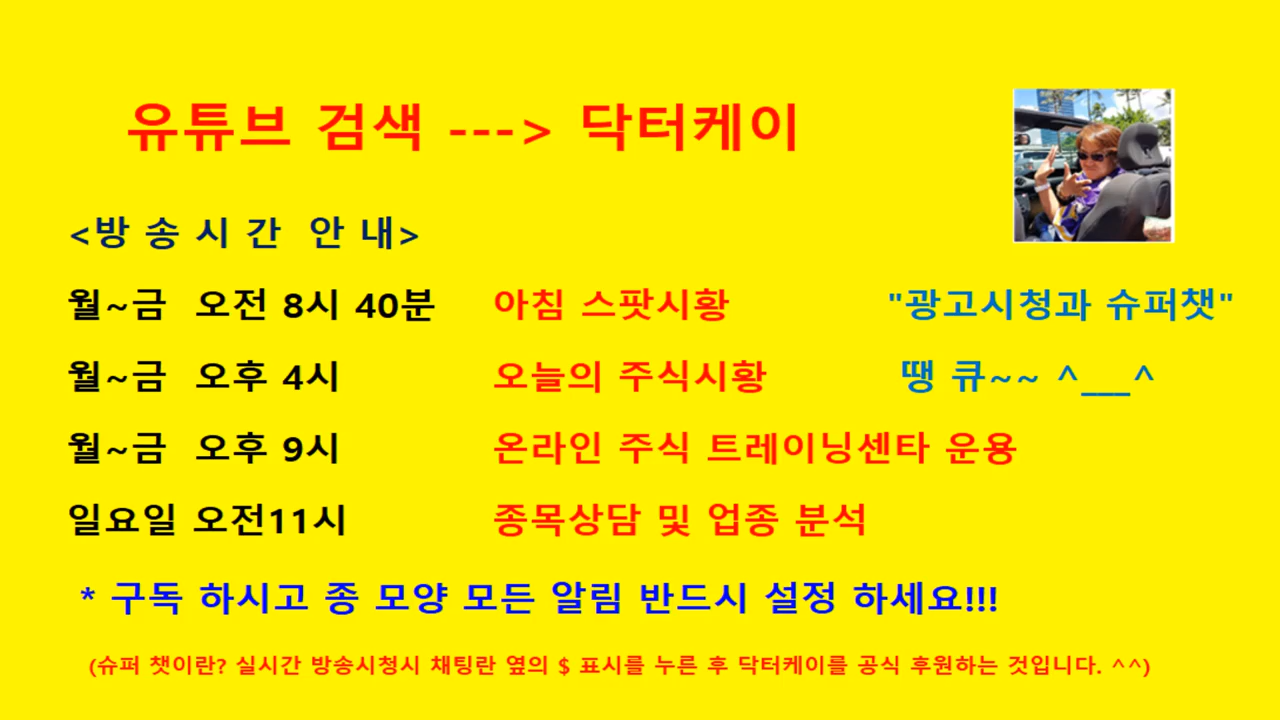 유튜브 검색 ---> 닥터케이
<방 송 시 간 안 내>
월~금 오전 8시 40분 아침 스팟시황 "광고시청과 슈퍼챗"
월~금 오후 4시 오늘의 주식시황 땡 큐~~ ^___^
월~금 오후 9시 온라인 주식 트레이닝센타 운용
일요일 오전11시 종목상담 및 업종 분석
* 구독 하시고 종 모양 모든 알림 반드시 설정 하세요!!!
(슈퍼 챗이란? 실시간 방송시청시 채팅란 옆의 $ 표시를 누른 후 닥터케이를 공식 후원하는 것입니다. ^^)